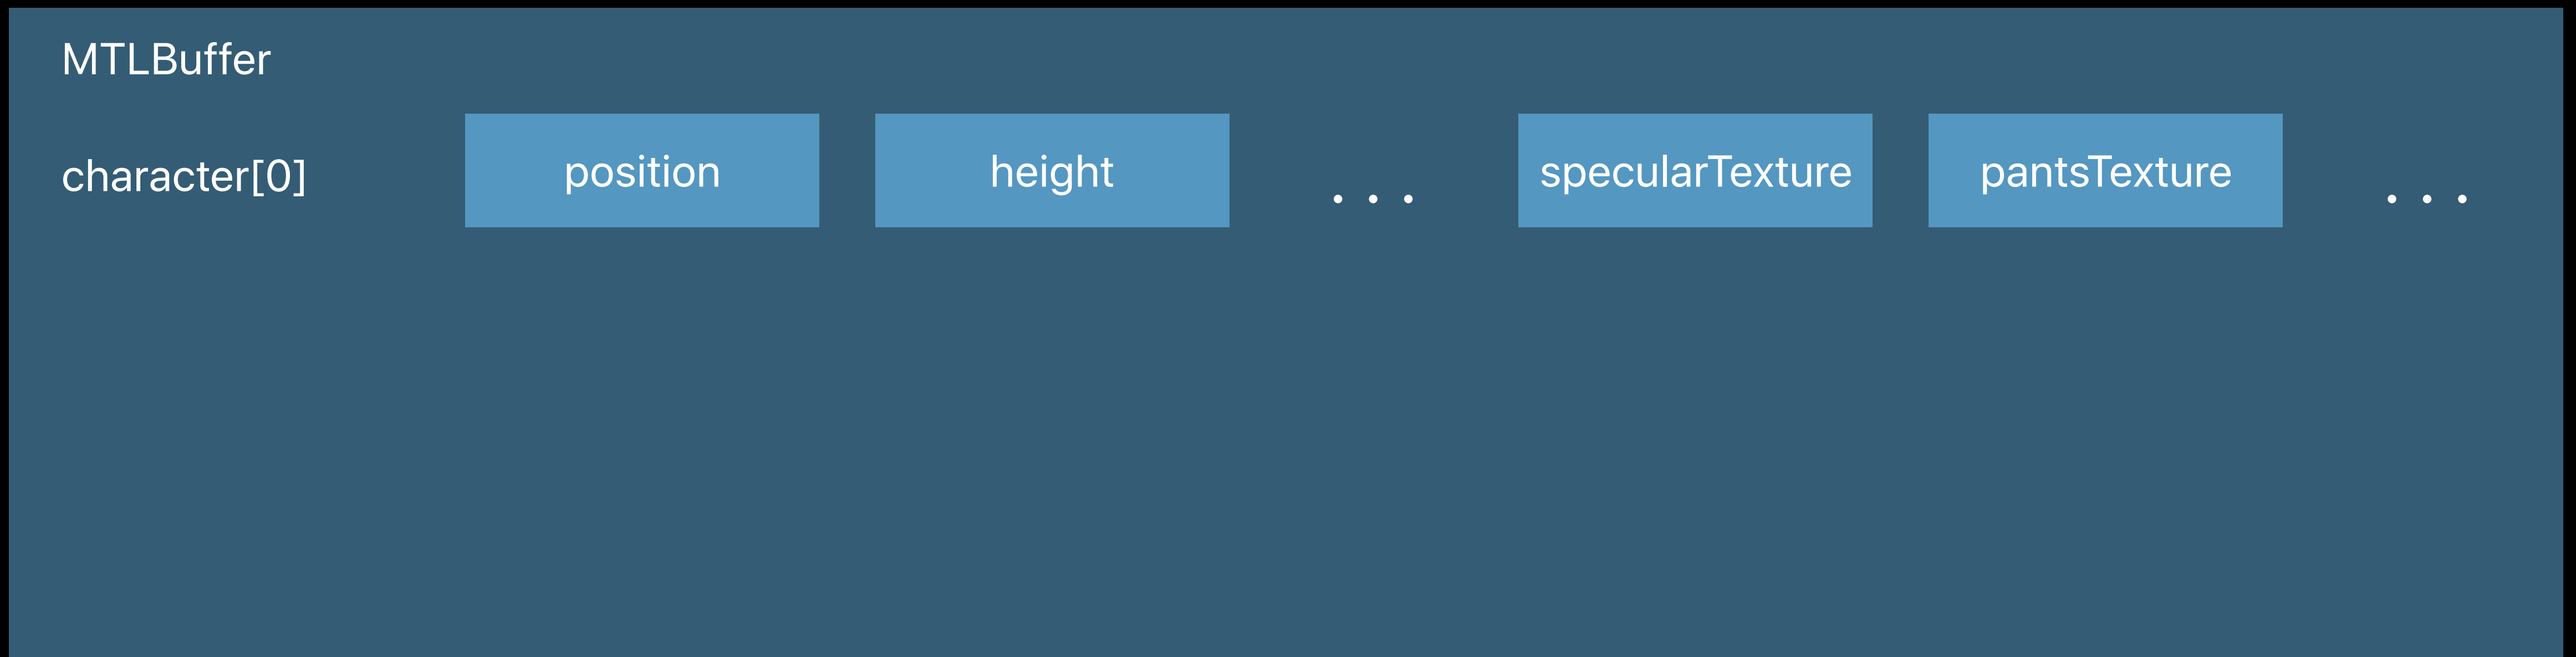 MTLBuffer
character[0] position height . . . specularTexture pantsTexture . . .